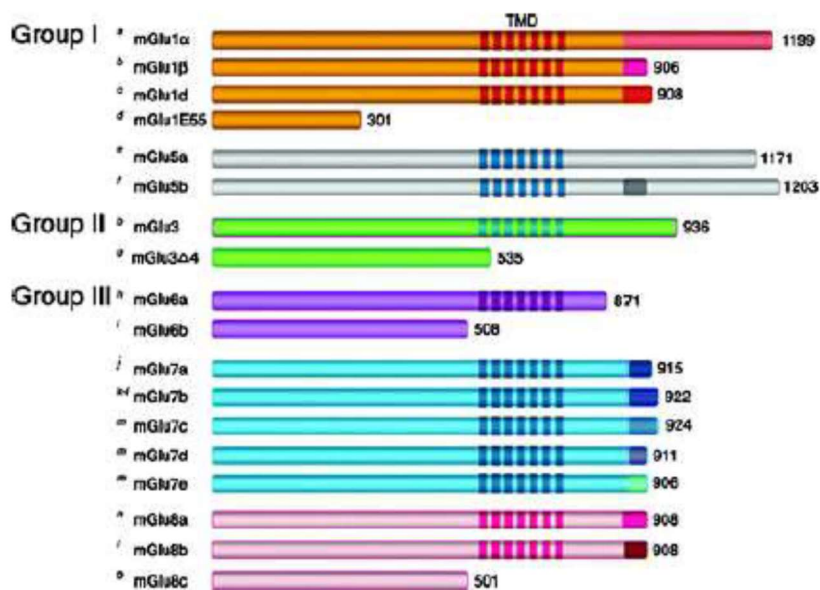 TMD
Group I a mGlu1α 1199
b mGlu1β 906
c mGlu1d 908
d mGlu1E55 301
e mGlu5a 1171
f mGlu5b 1203
Group II mGlu3 936
g mGlu3Δ4 535
Group III h mGlu6a 871
i mGlu6b 508
j mGlu7a 915
mGlu7b 922
m mGlu7c 924
m mGlu7d 911
m mGlu7e 906
n mGlu8a 908
mGlu8b 908
mGlu8c 501